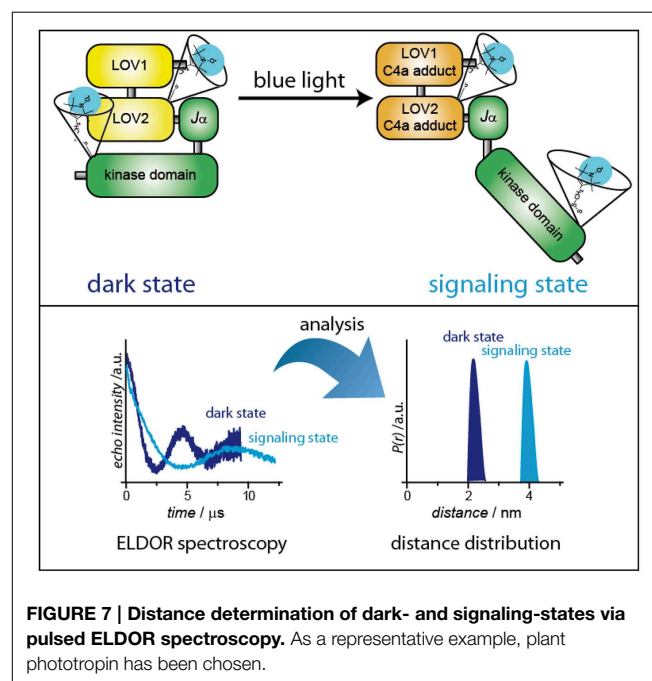 LOV1
LOV2
Jα
kinase domain
blue light
LOV1
C4a adduct
LOV2
C4a adduct
Jα
kinase domain
dark state
signaling state
analysis
echo intensity/a.u.
dark state
signaling state
0 5 10
time / μs
ELDOR spectroscopy
P(r) /a.u.
dark state
signaling state
0 2 4
distance / nm
distance distribution
FIGURE 7 | Distance determination of dark- and signaling-states via
pulsed ELDOR spectroscopy. As a representative example, plant
phototropin has been chosen.